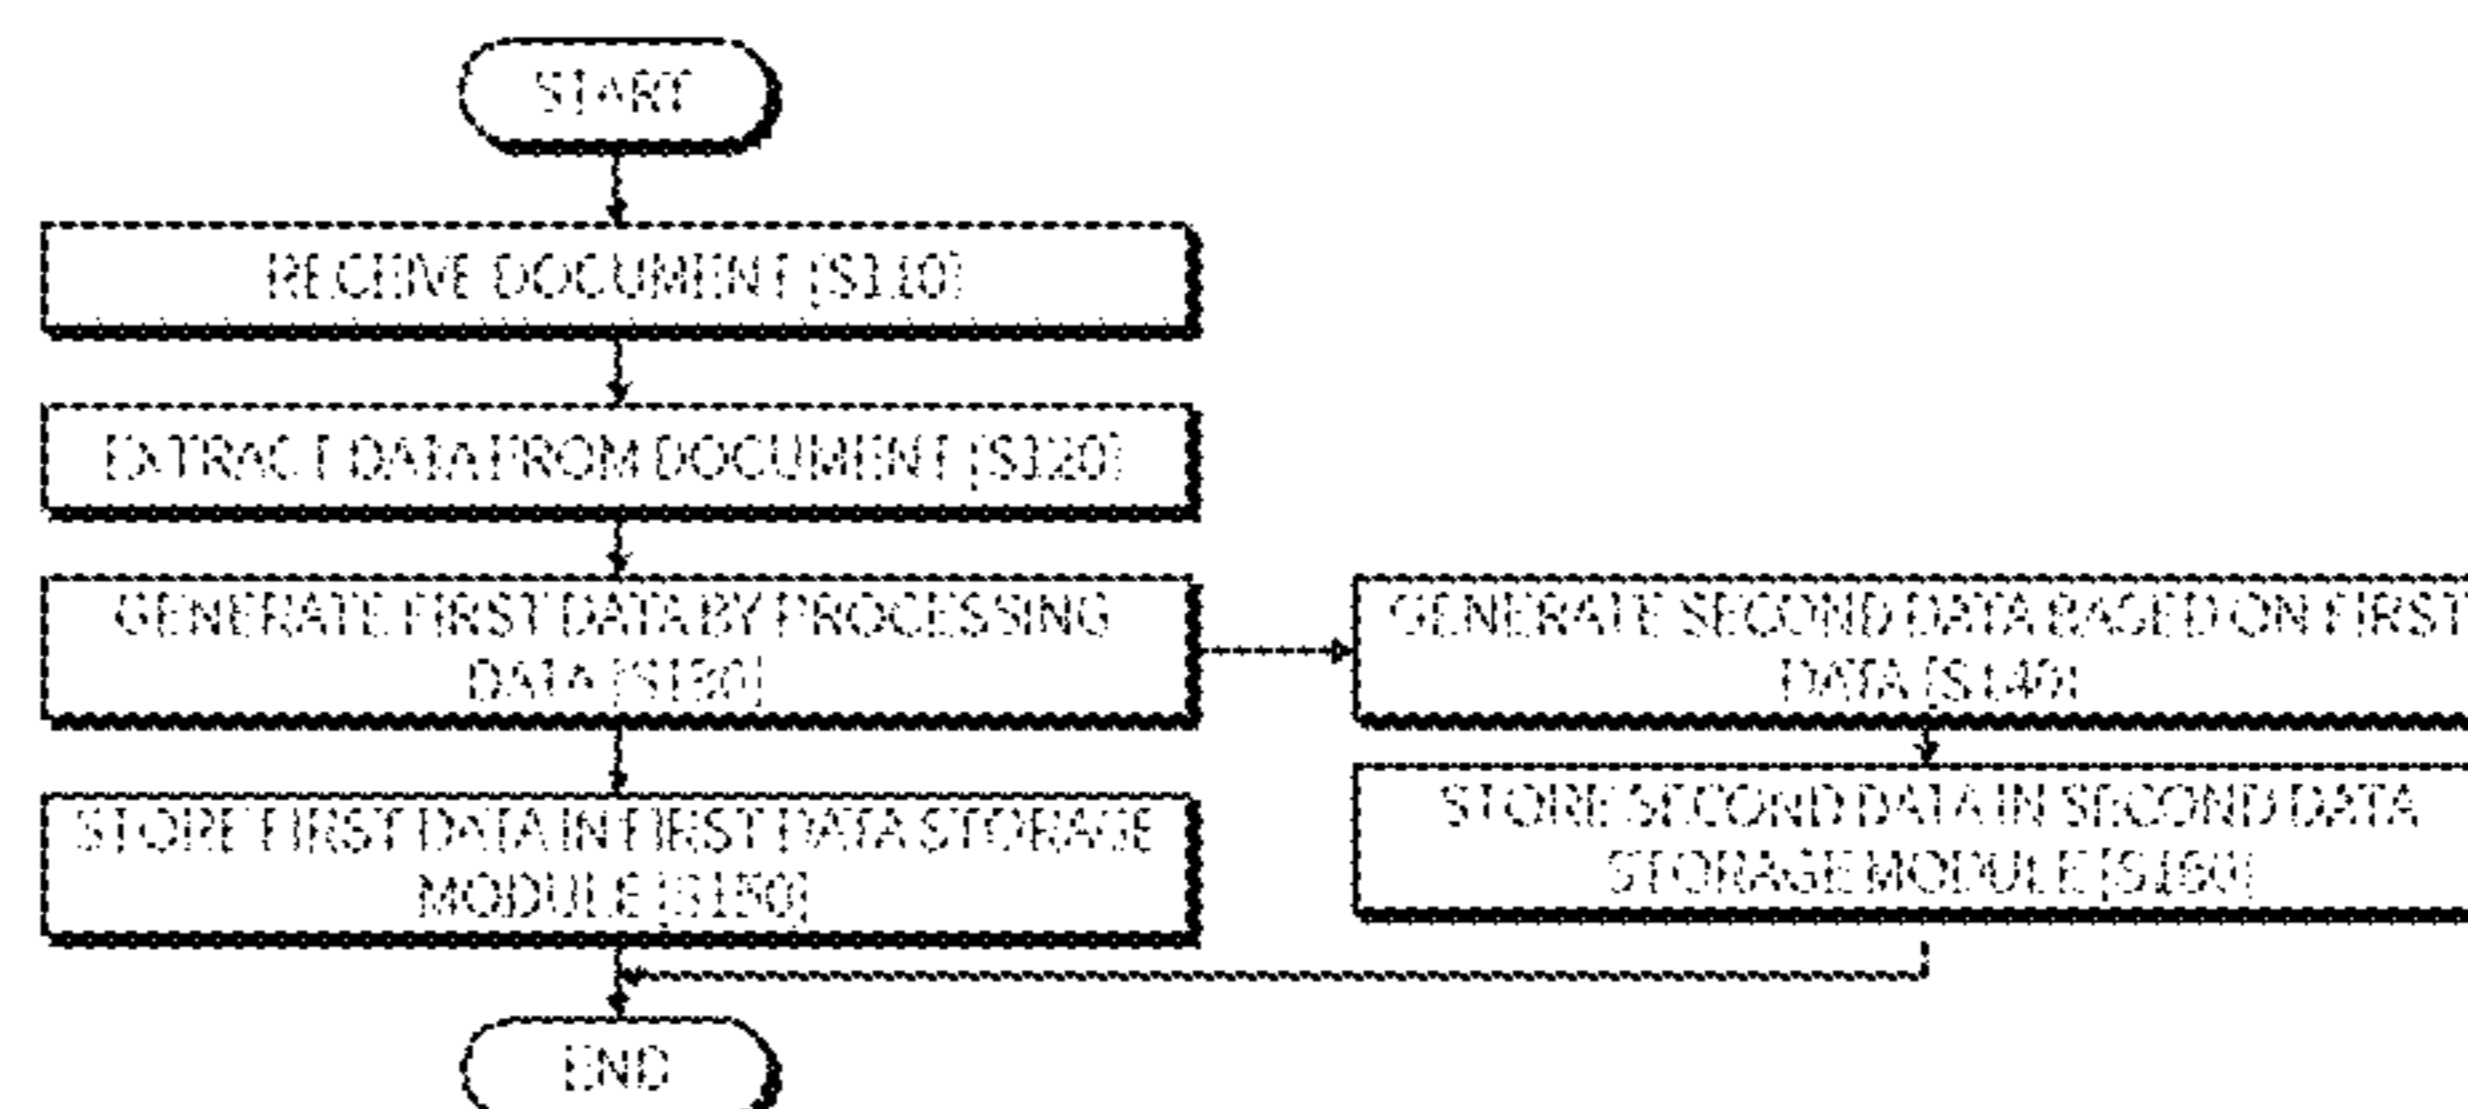 START
RECEIVE DOCUMENT [S110]
EXTRACT DATA FROM DOCUMENT [S120]
GENERATE FIRST DATA BY PROCESSING
DATA [S130]
GENERATE SECOND DATA BASED ON FIRST
DATA [S140]
STORE FIRST DATA IN FIRST DATA STORAGE
MODULE [S150]
STORE SECOND DATA IN SECOND DATA
STORAGE MODULE [S160]
END